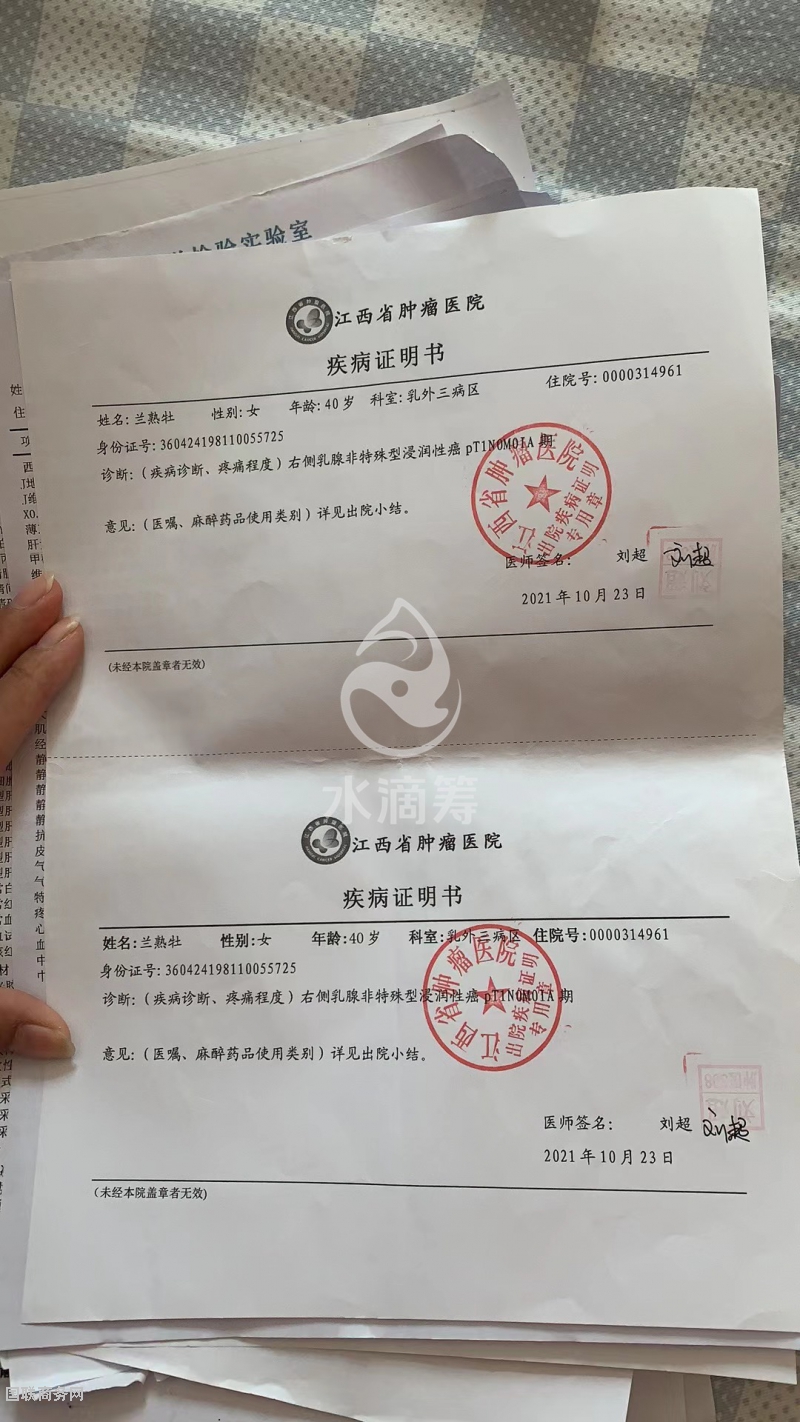 检验实验室
江西省肿瘤医院
疾病证明书
姓名:兰熟牡 性别:女 年龄:40岁 科室:乳外三病区 住院号:0000314961
身份证号:360424198110055725
诊断:（疾病诊断、疼痛程度）右侧乳腺非特殊型浸润性癌 pT1N0M0IA 期
意见:（医嘱、麻醉药品使用类别）详见出院小结。
江西省肿瘤医院
出院疾病证明
专用章
医师签名: 刘超 刘超
2021年10月23日
(未经本院盖章者无效)
水滴筹
江西省肿瘤医院
疾病证明书
姓名:兰熟牡 性别:女 年龄:40岁 科室:乳外三病区 住院号:0000314961
身份证号:360424198110055725
诊断:（疾病诊断、疼痛程度）右侧乳腺非特殊型浸润性癌 pT1N0M0IA 期
意见:（医嘱、麻醉药品使用类别）详见出院小结。
江西省肿瘤医院
出院疾病证明
专用章
医师签名: 刘超 刘超
2021年10月23日
(未经本院盖章者无效)
国联商务网